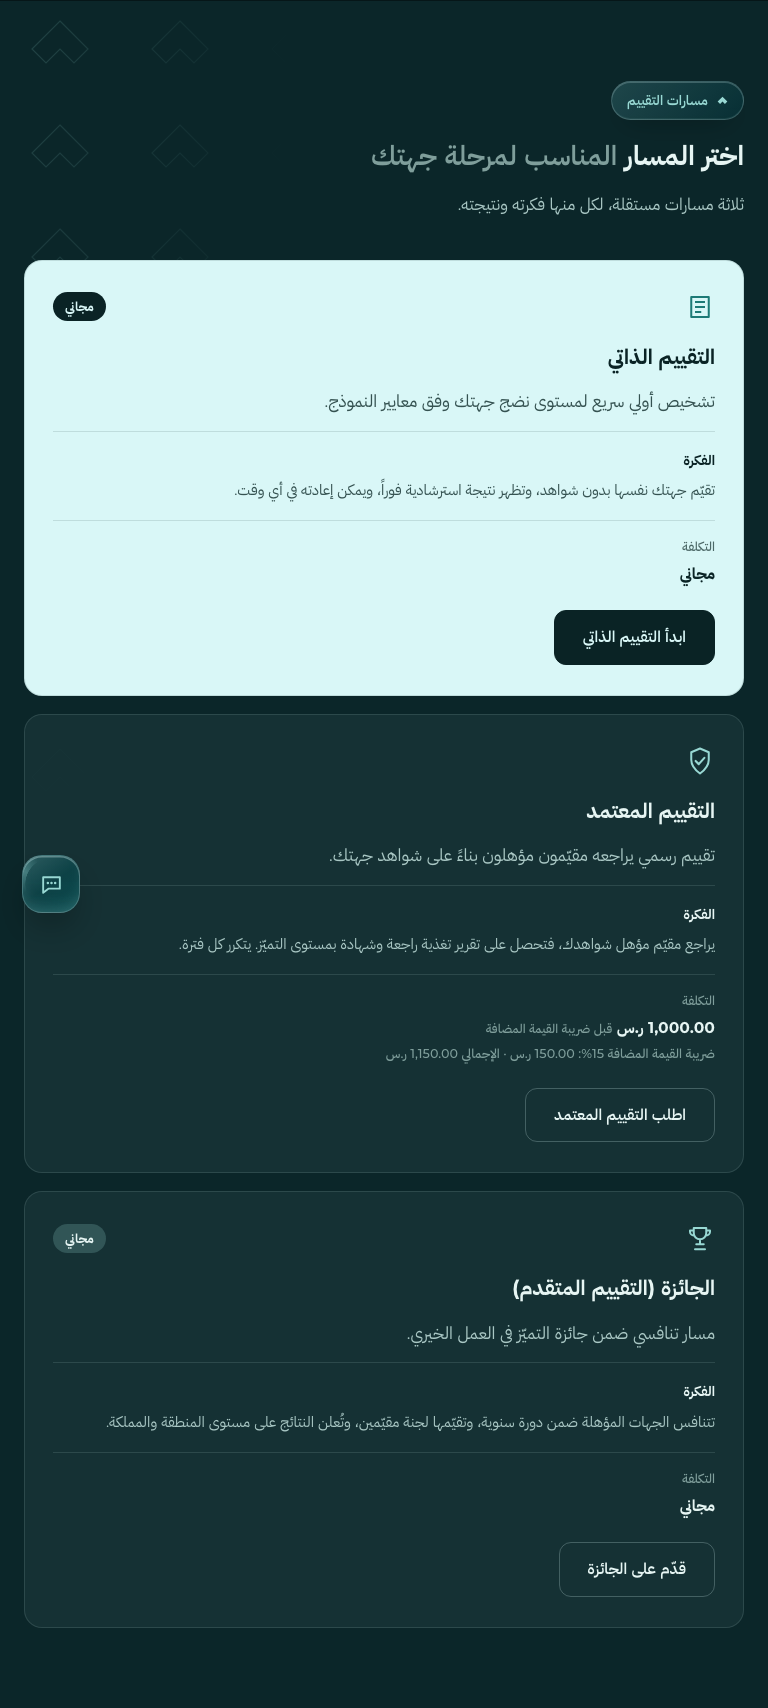 مسارات التقييم
اختر المسار المناسب لمرحلة جهتك
ثلاثة مسارات مستقلة، لكل منها فكرته ونتيجته.
مجاني
التقييم الذاتي
تشخيص أولي سريع لمستوى نضج جهتك وفق معايير النموذج.
الفكرة
تقيّم جهتك نفسها بدون شواهد، وتظهر نتيجة استرشادية فوراً، ويمكن إعادته في أي وقت.
التكلفة
مجاني
ابدأ التقييم الذاتي
التقييم المعتمد
تقييم رسمي يراجعه مقيّمون مؤهلون بناءً على شواهد جهتك.
الفكرة
يراجع مقيّم مؤهل شواهدك، فتحصل على تقرير تغذية راجعة وشهادة بمستوى التميّز. يتكرر كل فترة.
التكلفة
1,000.00 ر.س قبل ضريبة القيمة المضافة
ضريبة القيمة المضافة 15%: 150.00 ر.س · الإجمالي 1,150.00 ر.س
اطلب التقييم المعتمد
مجاني
الجائزة (التقييم المتقدم)
مسار تنافسي ضمن جائزة التميّز في العمل الخيري.
الفكرة
تتنافس الجهات المؤهلة ضمن دورة سنوية، وتقيّمها لجنة مقيّمين، وتُعلن النتائج على مستوى المنطقة والمملكة.
التكلفة
مجاني
قدّم على الجائزة